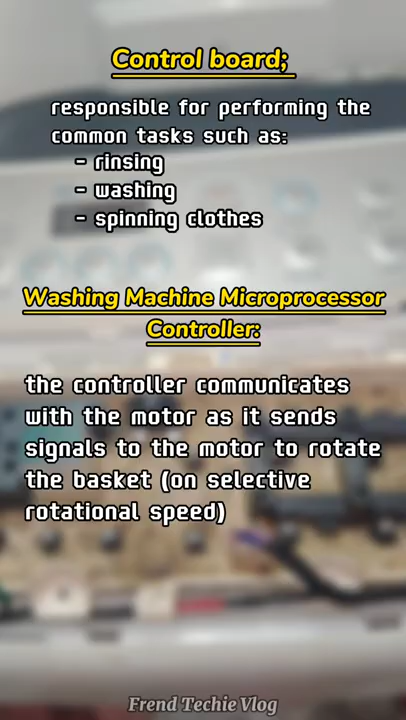 Control board;
responsible for performing the
common tasks such as:
- rinsing
- washing
- spinning clothes
Washing Machine Microprocessor
Controller:
the controller communicates
with the motor as it sends
signals to the motor to rotate
the basket (on selective
rotational speed)
Frend Techie Vlog